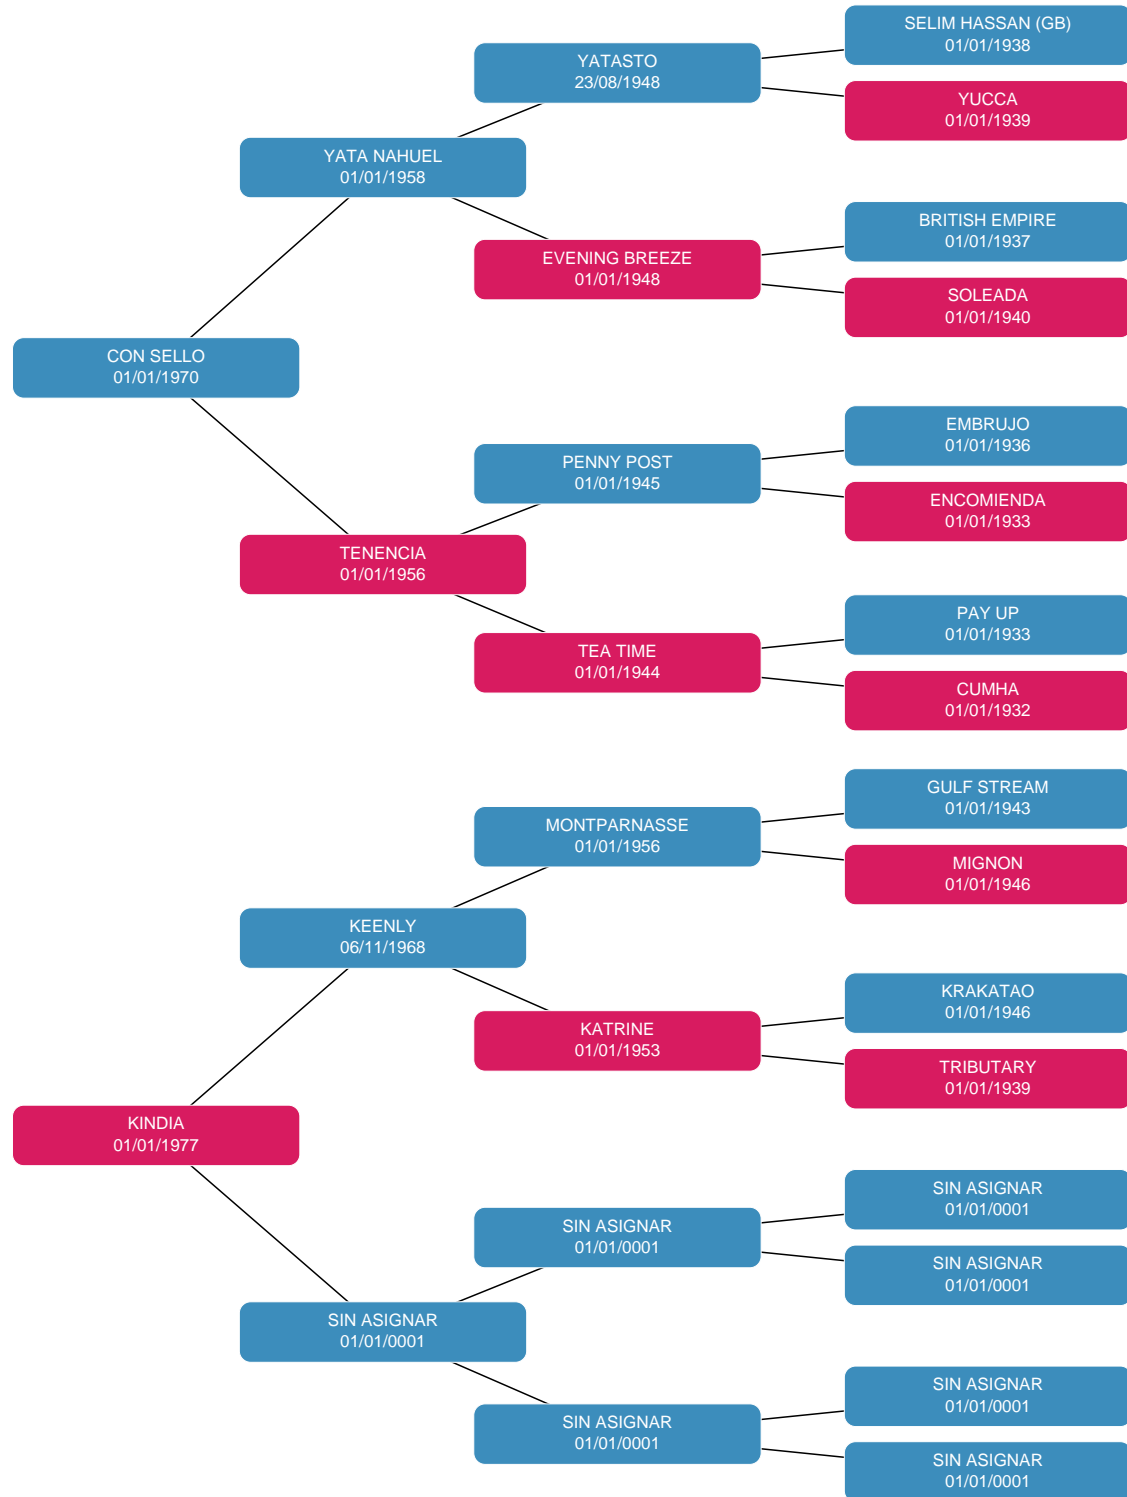 SELIM HASSAN (GB)
01/01/1938
YATASTO
23/08/1948
YUCCA
01/01/1939
YATA NAHUEL
01/01/1958
BRITISH EMPIRE
01/01/1937
EVENING BREEZE
01/01/1948
SOLEADA
01/01/1940
CON SELLO
01/01/1970
EMBRUJO
01/01/1936
PENNY POST
01/01/1945
ENCOMIENDA
01/01/1933
TENENCIA
01/01/1956
PAY UP
01/01/1933
TEA TIME
01/01/1944
CUMHA
01/01/1932
GULF STREAM
01/01/1943
MONTPARNASSE
01/01/1956
MIGNON
01/01/1946
KEENLY
06/11/1968
KRAKATAO
01/01/1946
KATRINE
01/01/1953
TRIBUTARY
01/01/1939
KINDIA
01/01/1977
SIN ASIGNAR
01/01/0001
SIN ASIGNAR
01/01/0001
SIN ASIGNAR
01/01/0001
SIN ASIGNAR
01/01/0001
SIN ASIGNAR
01/01/0001
SIN ASIGNAR
01/01/0001
SIN ASIGNAR
01/01/0001